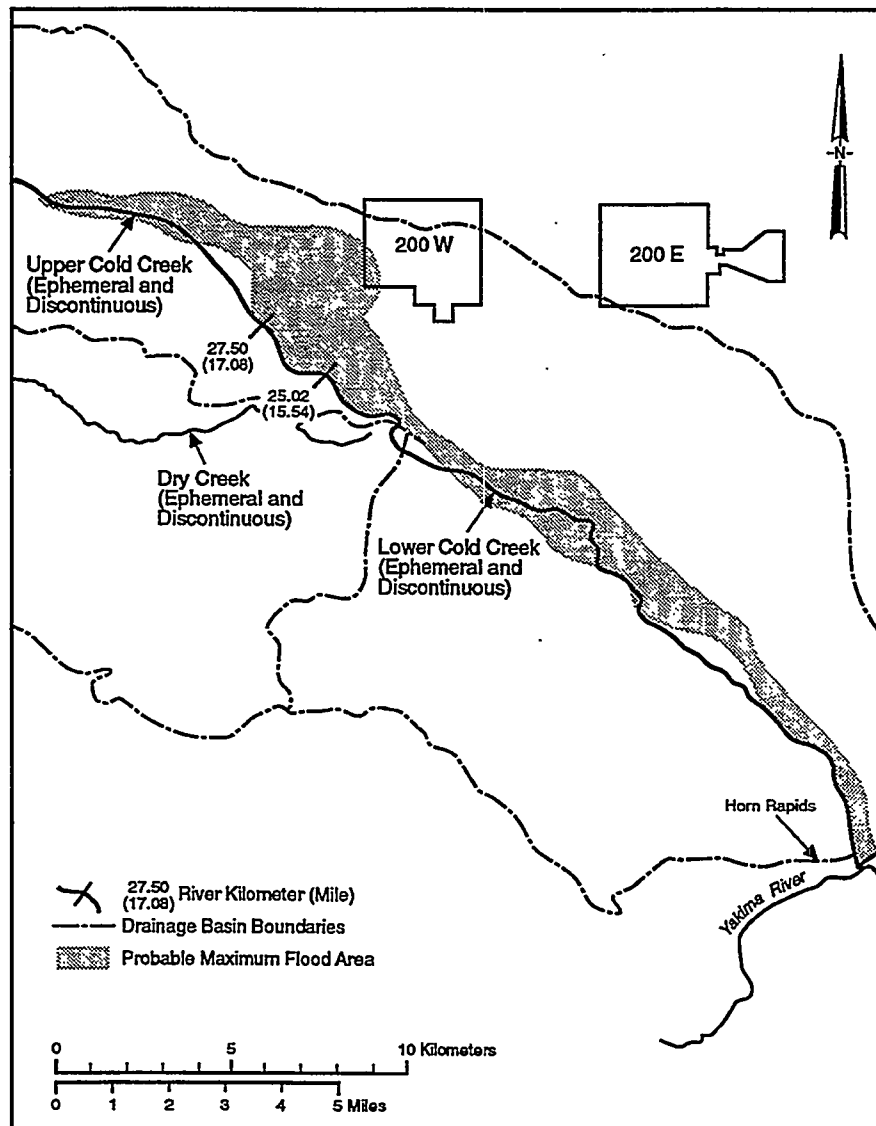 N
200 W
200 E
Upper Cold Creek
(Ephemeral and
Discontinuous)
27.50
(17.08)
25.02
(15.54)
Dry Creek
(Ephemeral and
Discontinuous)
Lower Cold Creek
(Ephemeral and
Discontinuous)
Horn Rapids
Yakima River
27.50
(17.08) River Kilometer (Mile)
Drainage Basin Boundaries
Probable Maximum Flood Area
0 5 10 Kilometers
0 1 2 3 4 5 Miles